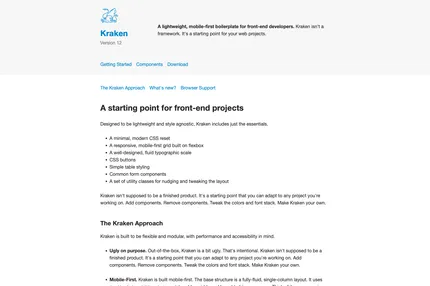 Kraken
Version 12
A lightweight, mobile-first boilerplate for front-end developers. Kraken isn't a
framework. It's a starting point for your web projects.
Getting Started Components Download
The Kraken Approach What's new? Browser Support
A starting point for front-end projects
Designed to be lightweight and style agnostic, Kraken includes just the essentials.
• A minimal, modern CSS reset
• A responsive, mobile-first grid built on flexbox
• A well-designed, fluid typographic scale
• CSS buttons
• Simple table styling
• Common form components
• A set of utility classes for nudging and tweaking the layout
Kraken isn't supposed to be a finished product. It's a starting point that you can adapt to any project you're
working on. Add components. Remove components. Tweak the colors and font stack. Make Kraken your own.
The Kraken Approach
Kraken is built to be flexible and modular, with performance and accessibility in mind.
• Ugly on purpose. Out-of-the-box, Kraken is a bit ugly. That's intentional. Kraken isn't supposed to be a
finished product: It's a starting point that you can adapt to any project you're working on. Add
components. Remove components. Tweak the colors and font stack. Make Kraken your own.
• Mobile-First. Kraken is built mobile-first. The base structure is a fully-fluid, single-column layout. It uses